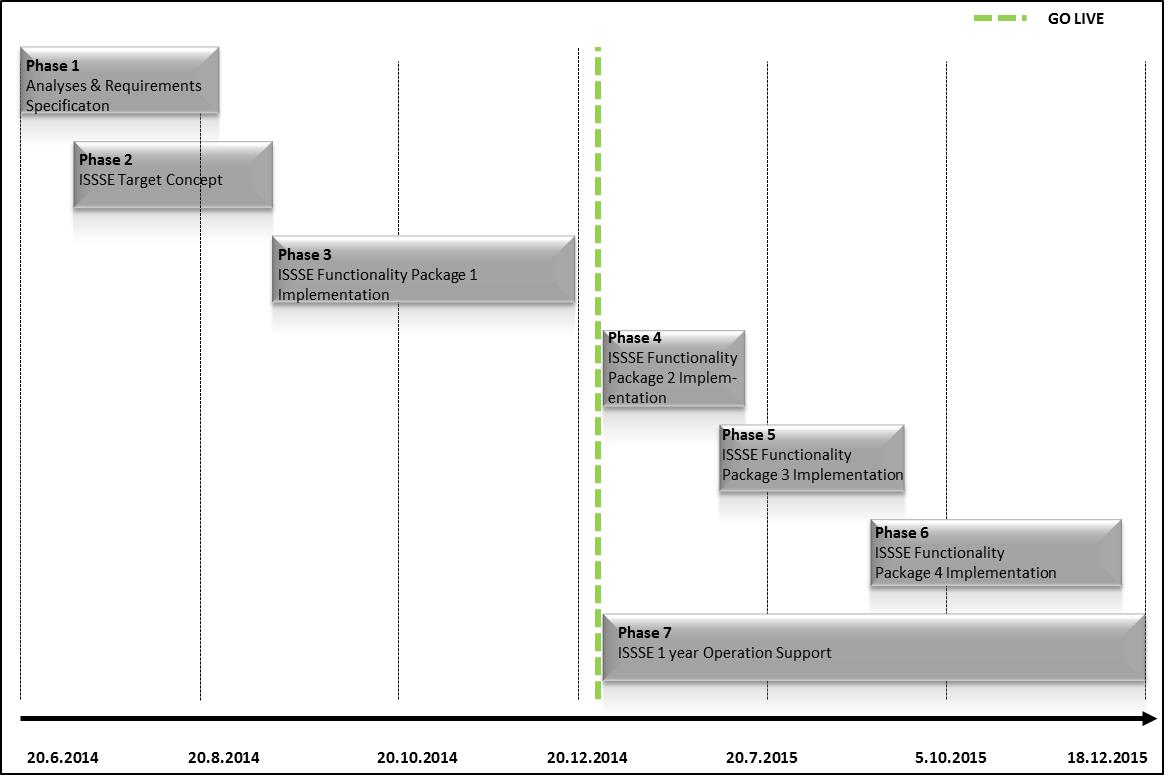 GO LIVE
Phase 1
Analyses & Requirements
Specificaton
Phase 2
ISSSE Target Concept
Phase 3
ISSSE Functionality Package 1
Implementation
Phase 4
ISSSE Functionality
Package 2 Implem-
entation
Phase 5
ISSSE Functionality
Package 3 Implementation
Phase 6
ISSSE Functionality
Package 4 Implementation
Phase 7
ISSSE 1 year Operation Support
20.6.2014 20.8.2014 20.10.2014 20.12.2014 20.7.2015 5.10.2015 18.12.2015